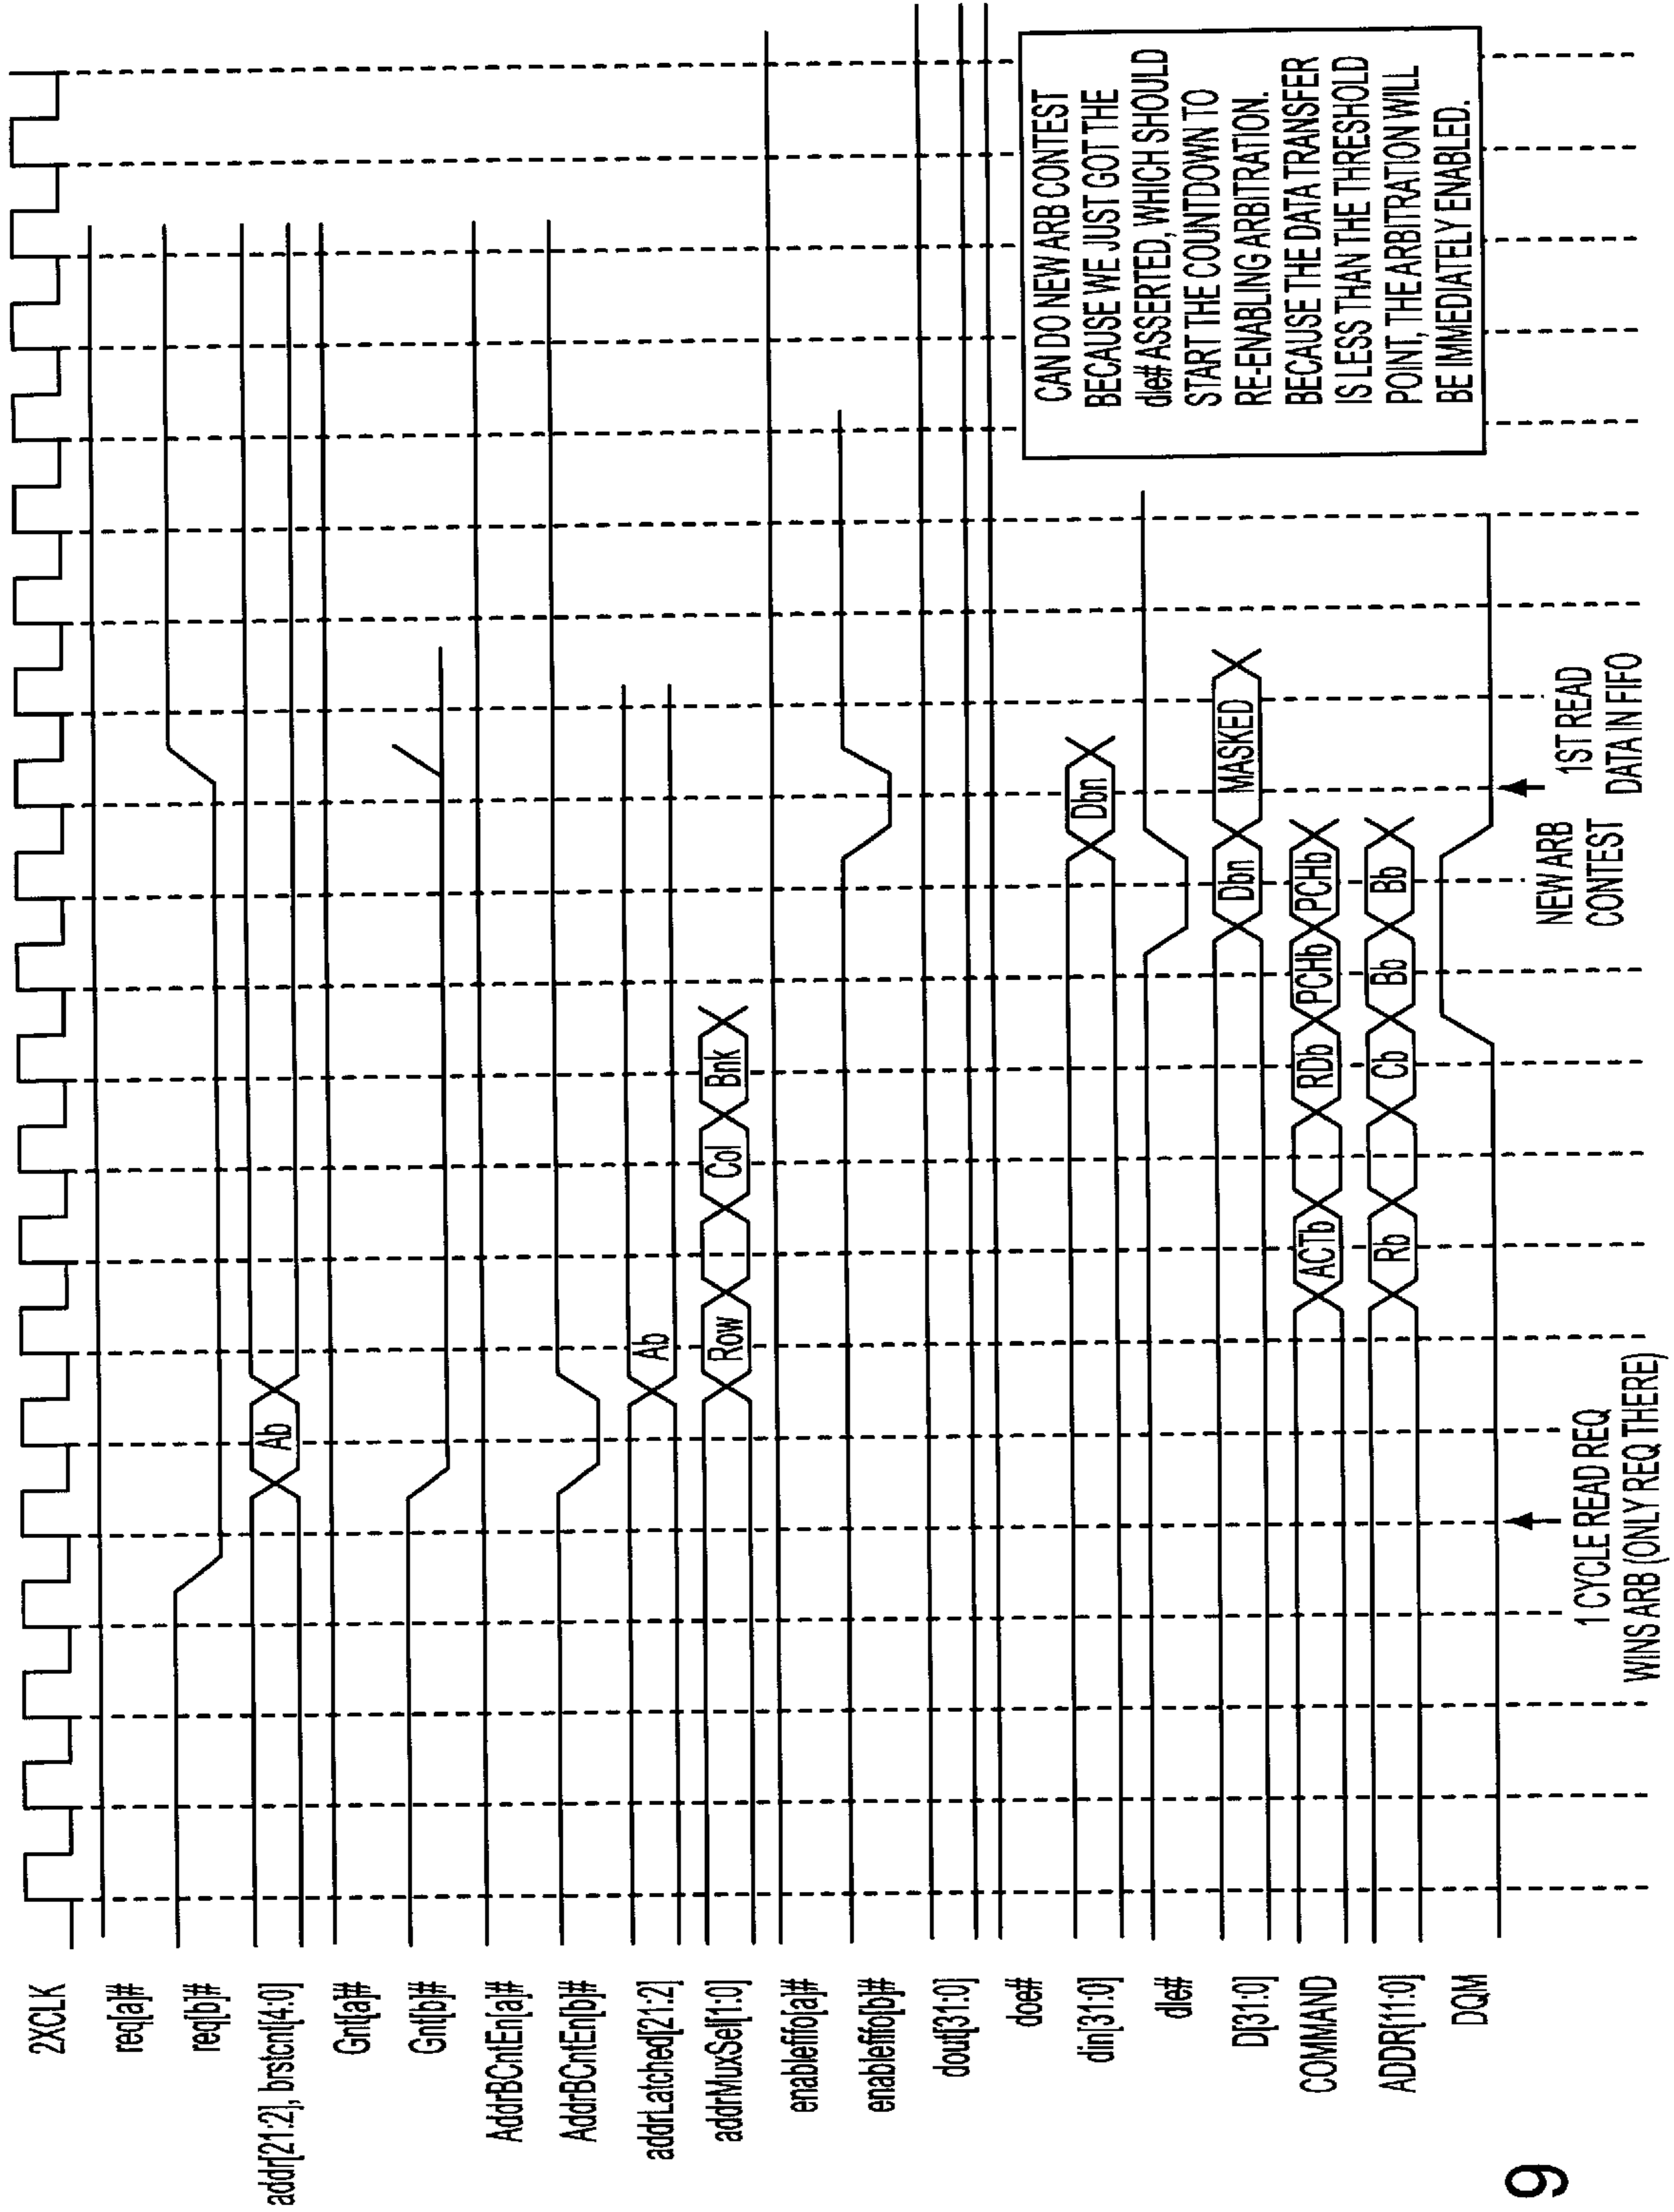 2XCLK
req[a]#
req[b]#
addr[21:2], brstcnt[4:0]
Ab
Gnt[a]#
Gnt[b]#
AddrBCntEn[a]#
AddrBCntEn[b]#
addrLatched[21:2]
Ab
addrMuxSel[1:0]
Row
Col
Bnk
enableffo[a]#
enableffo[b]#
dout[31:0]
doe#
din[31:0]
Dbn
dle#
D[31:0]
Dbn
MASKED
COMMAND
ACTb
RDb
PCHb
PCHb
ADDR[11:0]
Rb
Cb
Bb
Bb
DQM
CAN DO NEW ARB CONTEST
BECAUSE WE JUST GOT THE
dle# ASSERTED, WHICH SHOULD
START THE COUNTDOWN TO
RE-ENABLING ARBITRATION.
BECAUSE THE DATA TRANSFER
IS LESS THAN THE THRESHOLD
POINT, THE ARBITRATION WILL
BE IMMEDIATELY ENABLED.
1 CYCLE READ REQ
WINS ARB (ONLY REQ THERE)
NEW ARB
CONTEST
1ST READ
DATA IN FIFO
9